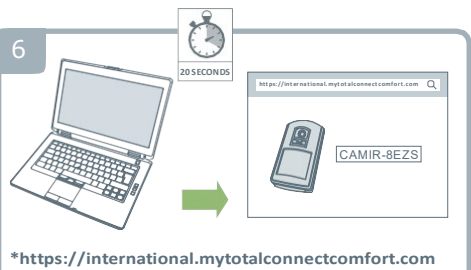 6
20 SECONDS
https://international.mytotalconnectcomfort.com
CAMIR-8EZS
*https://international.mytotalconnectcomfort.com